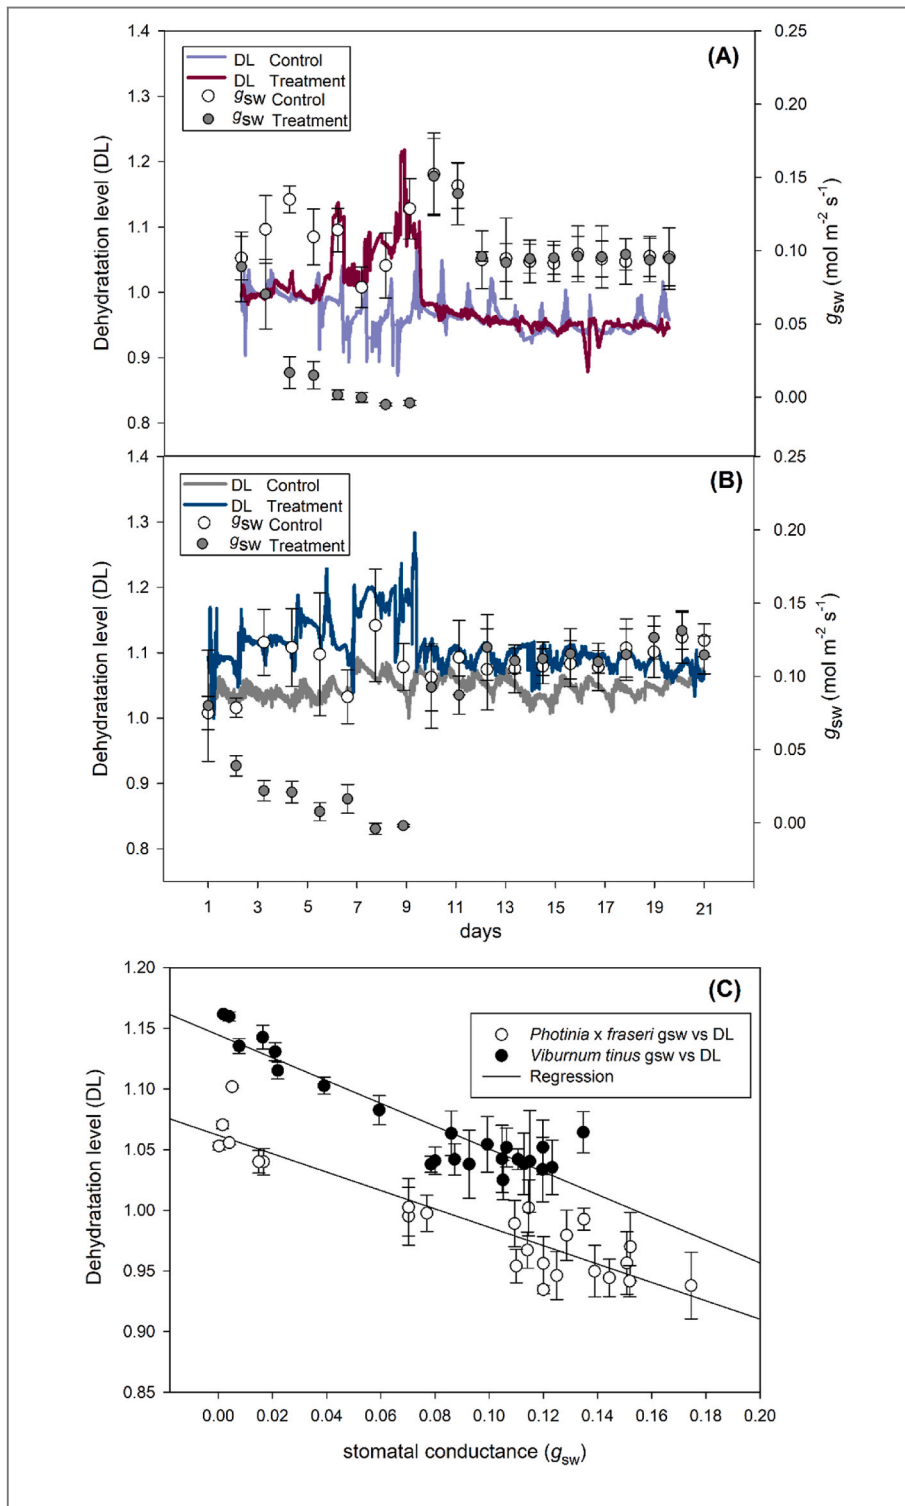 (A)
DL Control
DL Treatment
gsw Control
gsw Treatment
Dehydratation level (DL)
1.4
1.3
1.2
1.1
1.0
0.9
0.8
0.25
0.20
0.15
0.10
0.05
0.00
gsw (mol m-2 s-1)
(B)
DL Control
DL Treatment
gsw Control
gsw Treatment
Dehydratation level (DL)
1.4
1.3
1.2
1.1
1.0
0.9
0.8
0.25
0.20
0.15
0.10
0.05
0.00
gsw (mol m-2 s-1)
1 3 5 7 9 11 13 15 17 19 21
days
(C)
Photinia x fraseri gsw vs DL
Viburnum tinus gsw vs DL
Regression
Dehydratation level (DL)
1.20
1.15
1.10
1.05
1.00
0.95
0.90
0.85
0.00 0.02 0.04 0.06 0.08 0.10 0.12 0.14 0.16 0.18 0.20
stomatal conductance (gsw)